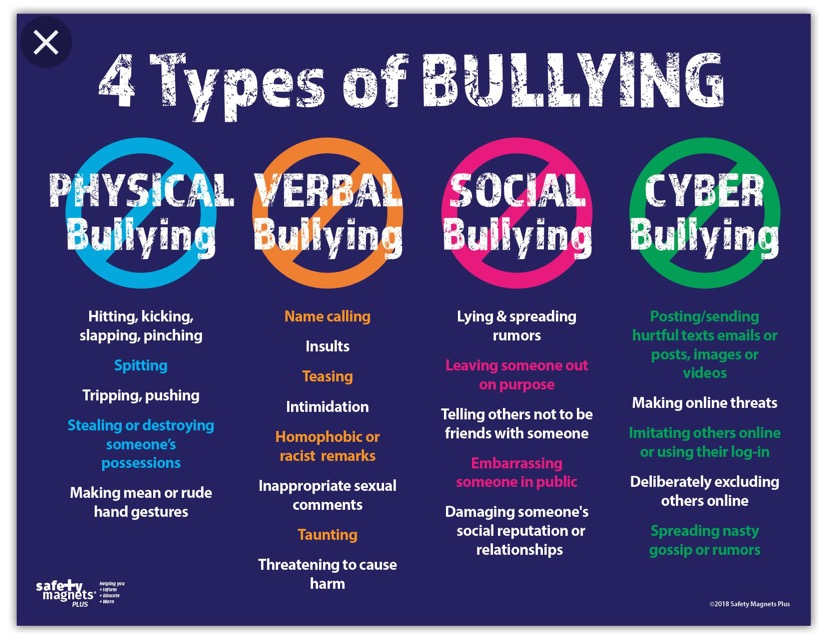 4 Types of BULLYING
PHYSICAL
Bullying
Hitting, kicking,
slapping, pinching
Spitting
Tripping, pushing
Stealing or destroying
someone's
possessions
Making mean or rude
hand gestures
VERBAL
Bullying
Name calling
Insults
Teasing
Intimidation
Homophobic or
racist remarks
Inappropriate sexual
comments
Taunting
Threatening to cause
harm
SOCIAL
Bullying
Lying & spreading
rumors
Leaving someone out
on purpose
Telling others not to be
friends with someone
Embarrassing
someone in public
Damaging someone's
social reputation or
relationships
CYBER
Bullying
Posting/sending
hurtful texts emails or
posts, images or
videos
Making online threats
Imitating others online
or using their log-in
Deliberately excluding
others online
Spreading nasty
gossip or rumors
safety
magnets
PLUS
Helping you
• Inform
• Educate
• Warn
©2018 Safety Magnets Plus